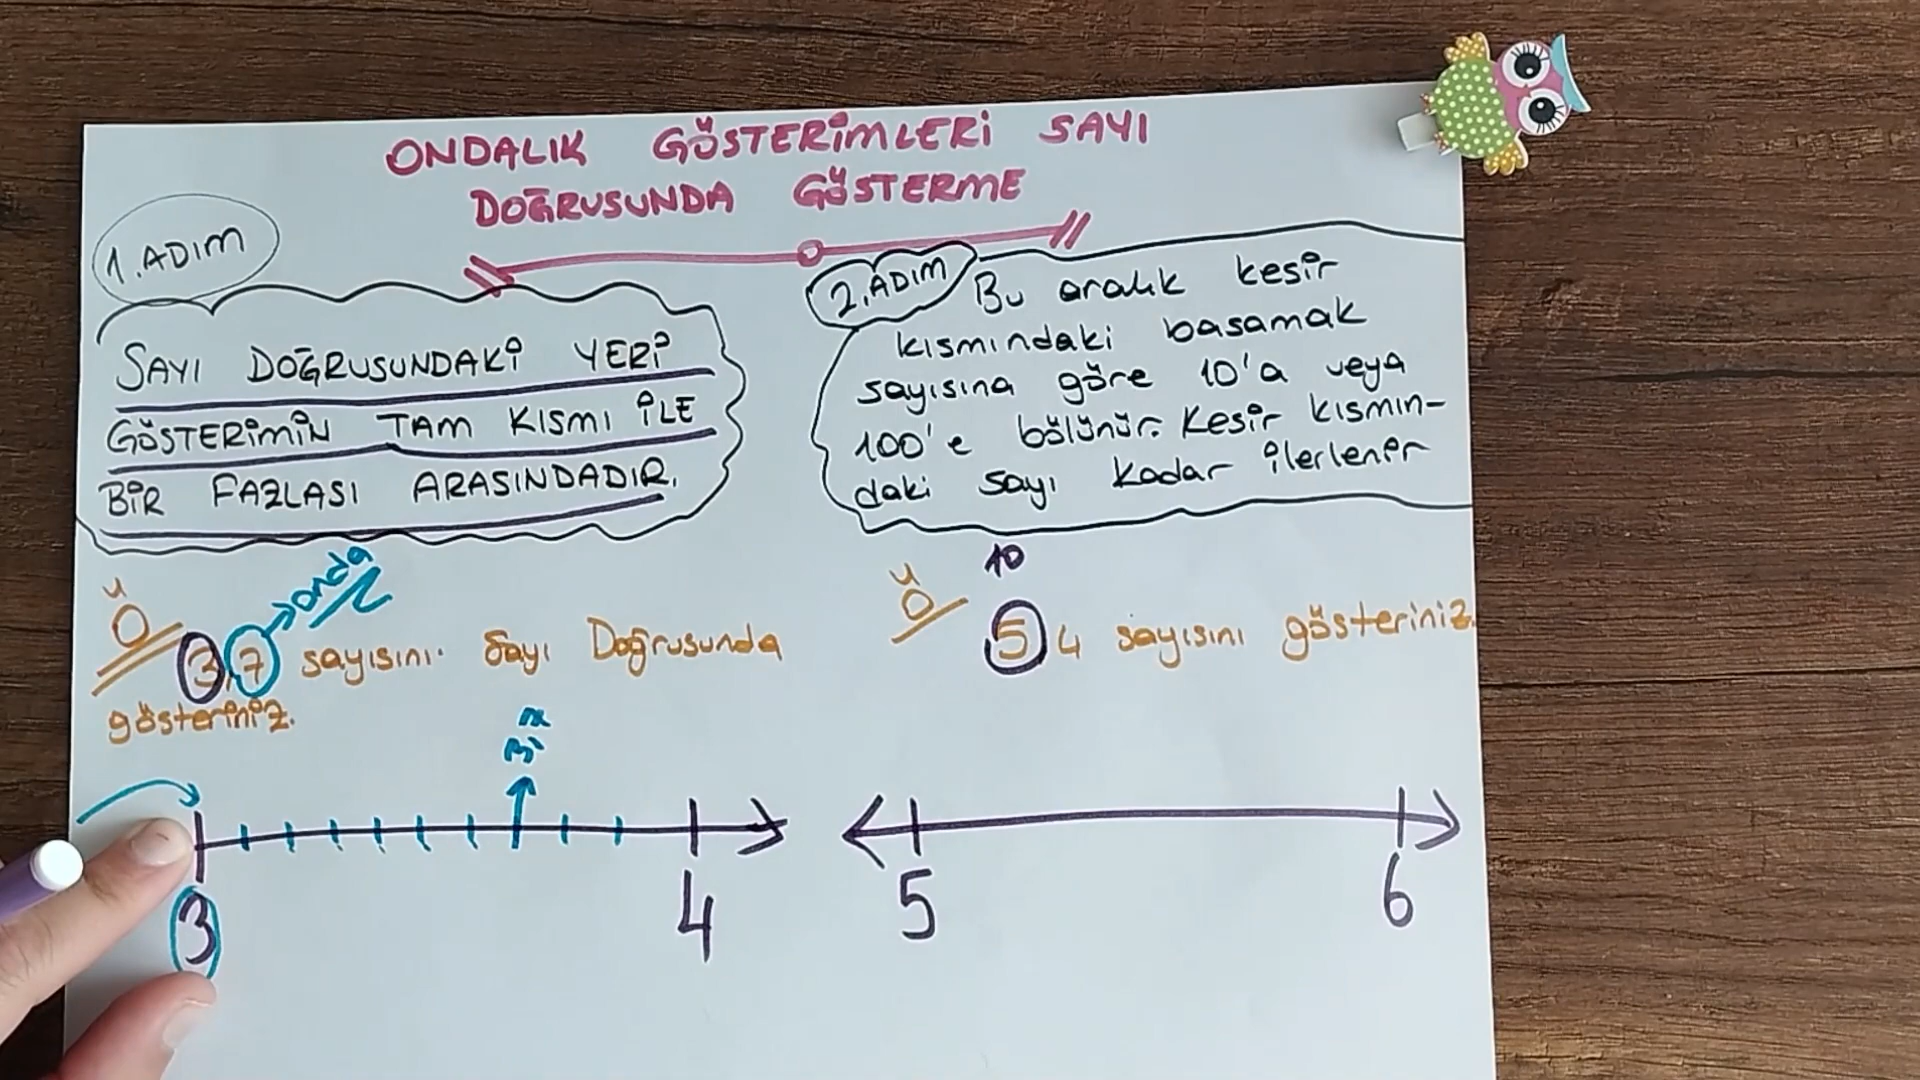 ONDALIK GÖSTERİMLERİ SAYI
DOĞRUSUNDA GÖSTERME
1. ADIM
SAYI DOĞRUSUNDAKİ YERİ
GÖSTERİMİN TAM KISMI İLE
BİR FAZLASI ARASINDADIR.
2. ADIM Bu aralık kesir
kısmındaki basamak
sayısına göre 10'a veya
100'e bölünür. Kesir kısmın-
daki sayı kadar ilerlenir
onda
Ö 3,7 sayısını Sayı Doğrusunda
gösteriniz.
3 4
10
Ö 5 4 sayısını gösteriniz.
5 6